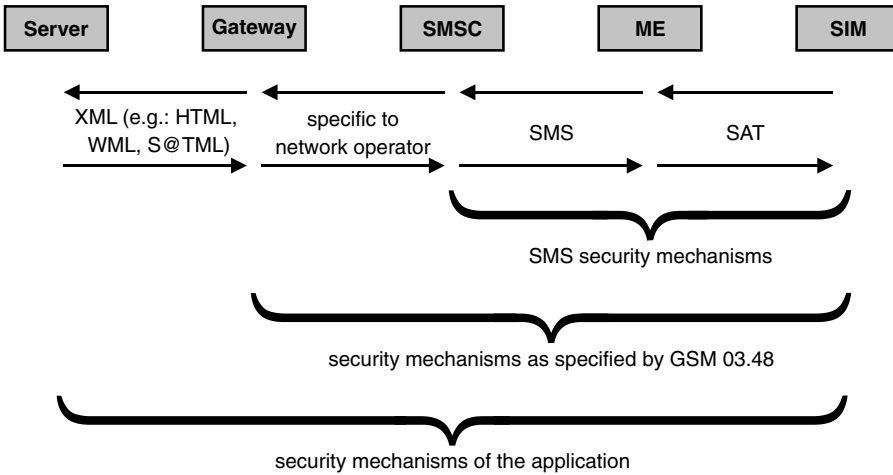 Server
Gateway
SMSC
ME
SIM
XML (e.g.: HTML,
WML, S@TML)
specific to
network operator
SMS
SAT
SMS security mechanisms
security mechanisms as specified by GSM 03.48
security mechanisms of the application